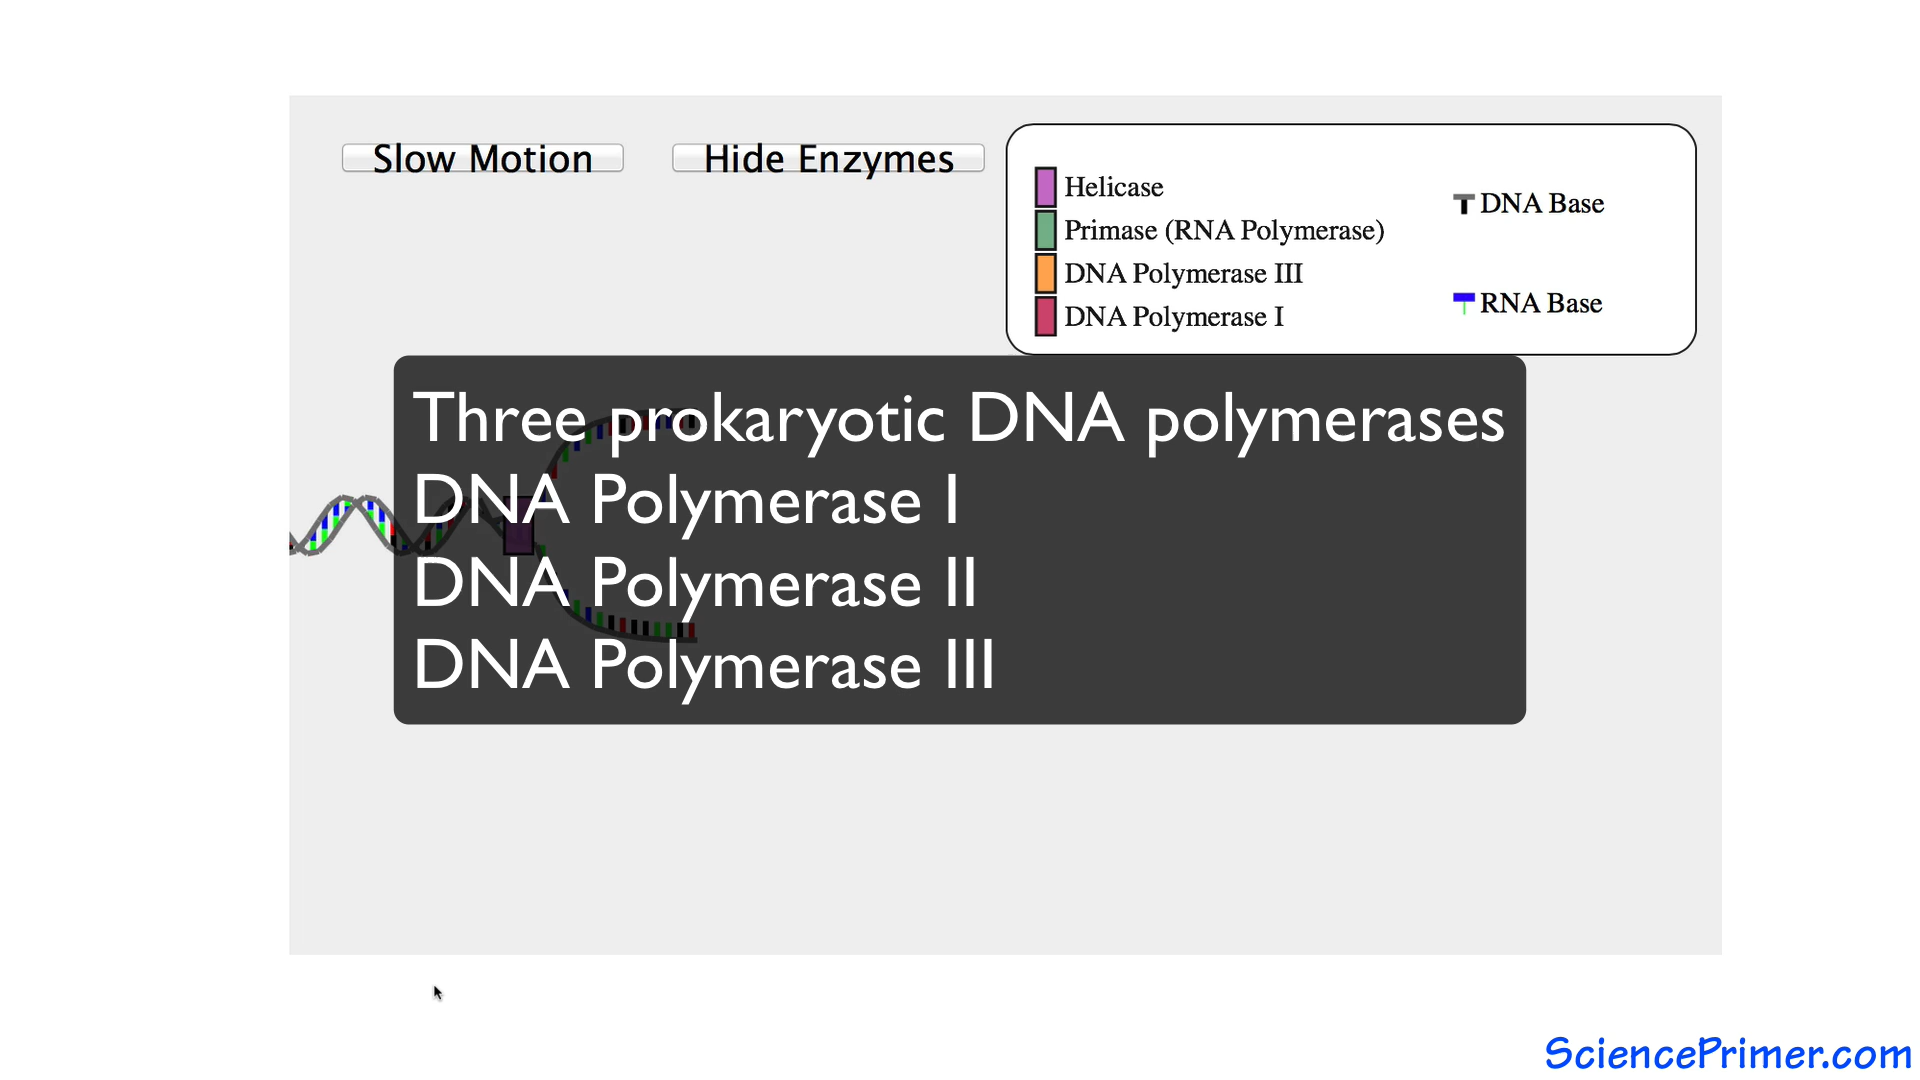 Slow Motion
Hide Enzymes
Helicase
Primase (RNA Polymerase)
DNA Polymerase III
DNA Polymerase I
DNA Base
RNA Base
Three prokaryotic DNA polymerases
DNA Polymerase I
DNA Polymerase II
DNA Polymerase III
SciencePrimer.com